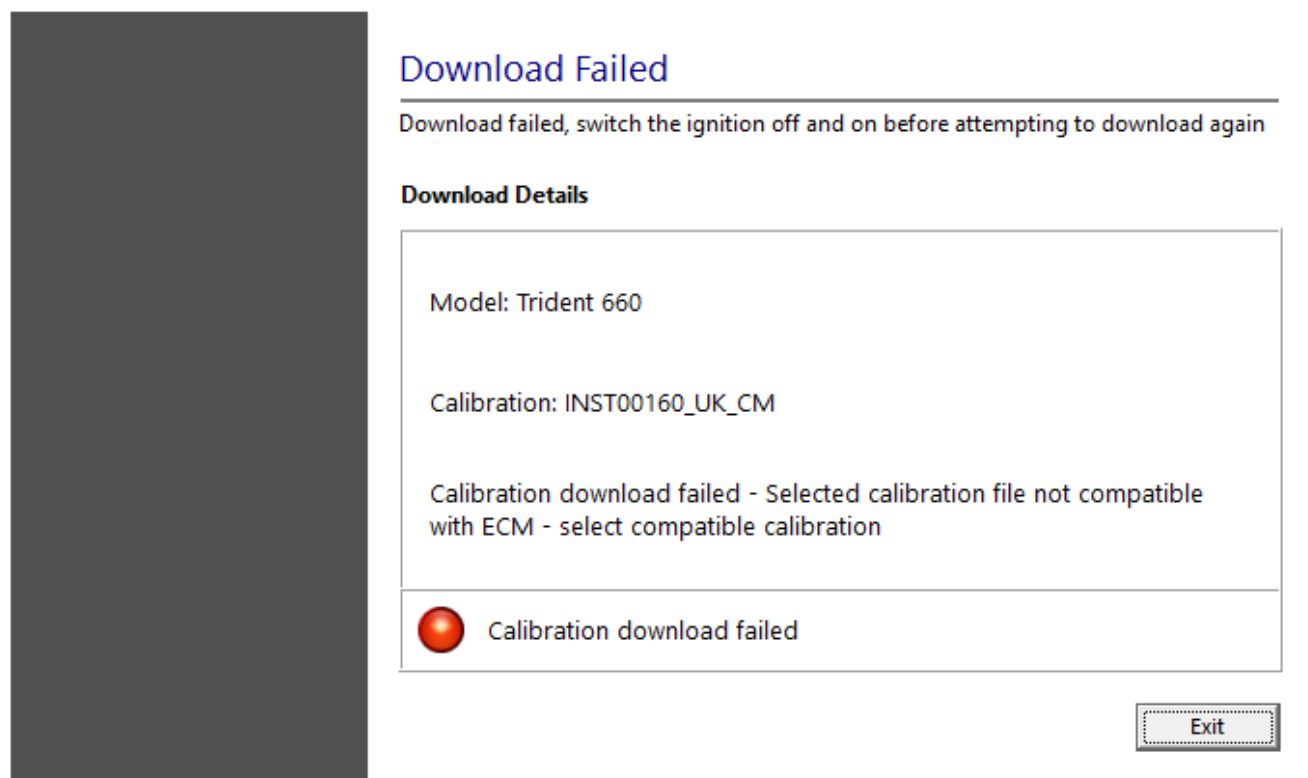 Download Failed
Download failed, switch the ignition off and on before attempting to download again
Download Details
Model: Trident 660
Calibration: INST00160_UK_CM
Calibration download failed - Selected calibration file not compatible
with ECM - select compatible calibration
Calibration download failed
Exit